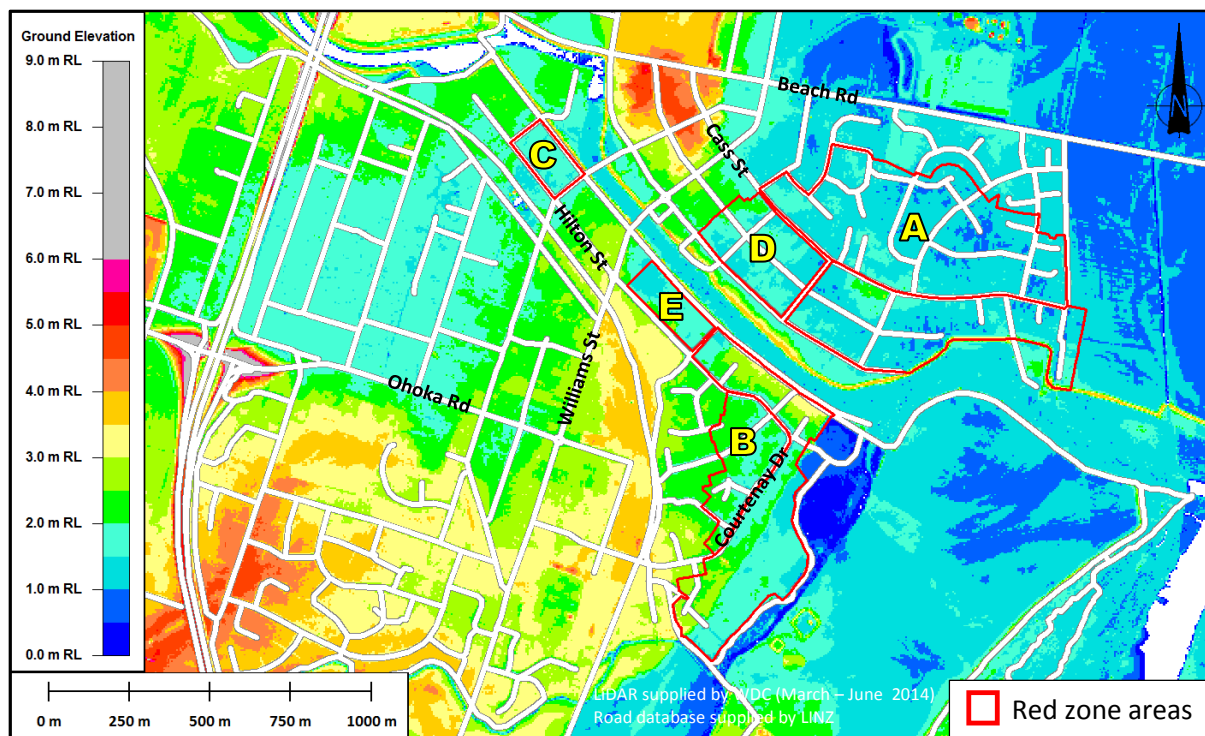 Ground Elevation
9.0 m RL
8.0 m RL
7.0 m RL
6.0 m RL
5.0 m RL
4.0 m RL
3.0 m RL
2.0 m RL
1.0 m RL
0.0 m RL
Beach Rd
N
Cass St
C
A
Hilton St
D
E
Williams St
Ohoka Rd
B
Courtenay Dr
0 m 250 m 500 m 750 m 1000 m
LiDAR supplied by WDC (March – June 2014)
Road database supplied by LINZ
Red zone areas